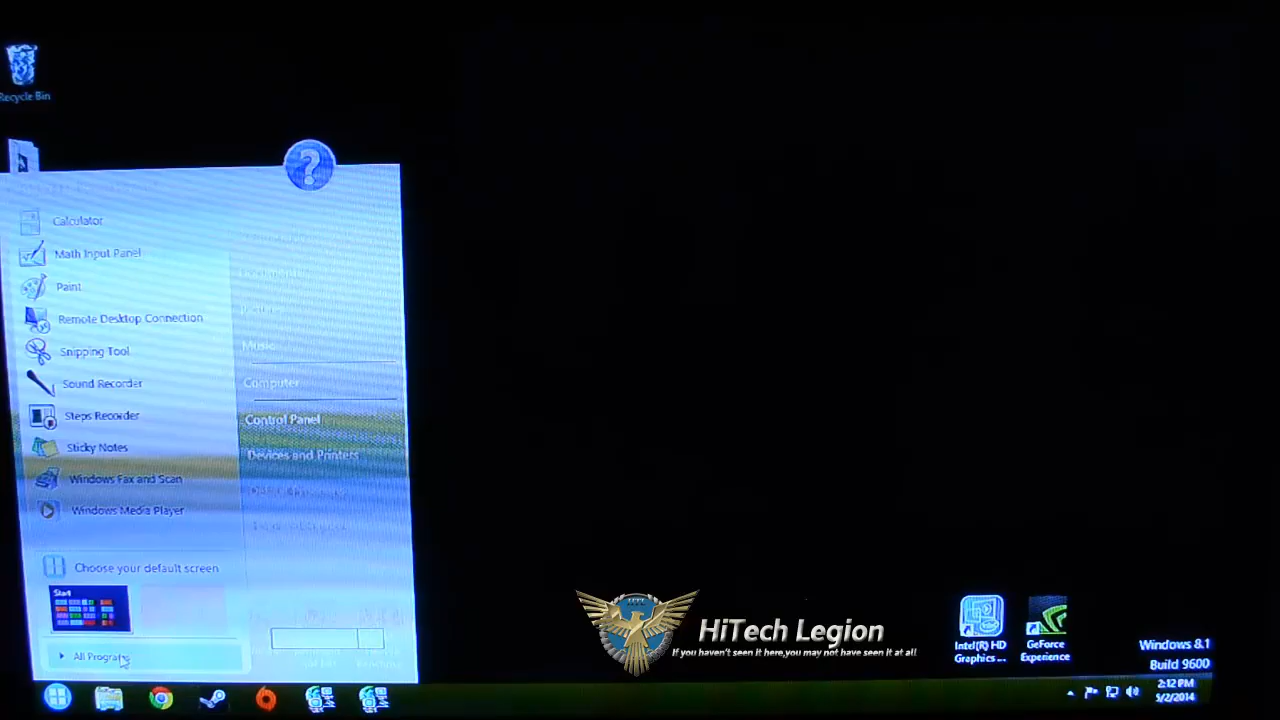 Recycle Bin
Calculator
Math Input Panel
Paint
Remote Desktop Connection
Snipping Tool
Sound Recorder
Steps Recorder
Sticky Notes
Windows Fax and Scan
Windows Media Player
Choose your default screen
Start
All Programs
Documents
Music
Computer
Control Panel
Devices and Printers
HiTech Legion
If you haven't seen it here,you may not have seen it at all
Intel(R) HD
Graphics ...
GeForce
Experience
Windows 8.1
Build 9600
2:12 PM
5/2/2014